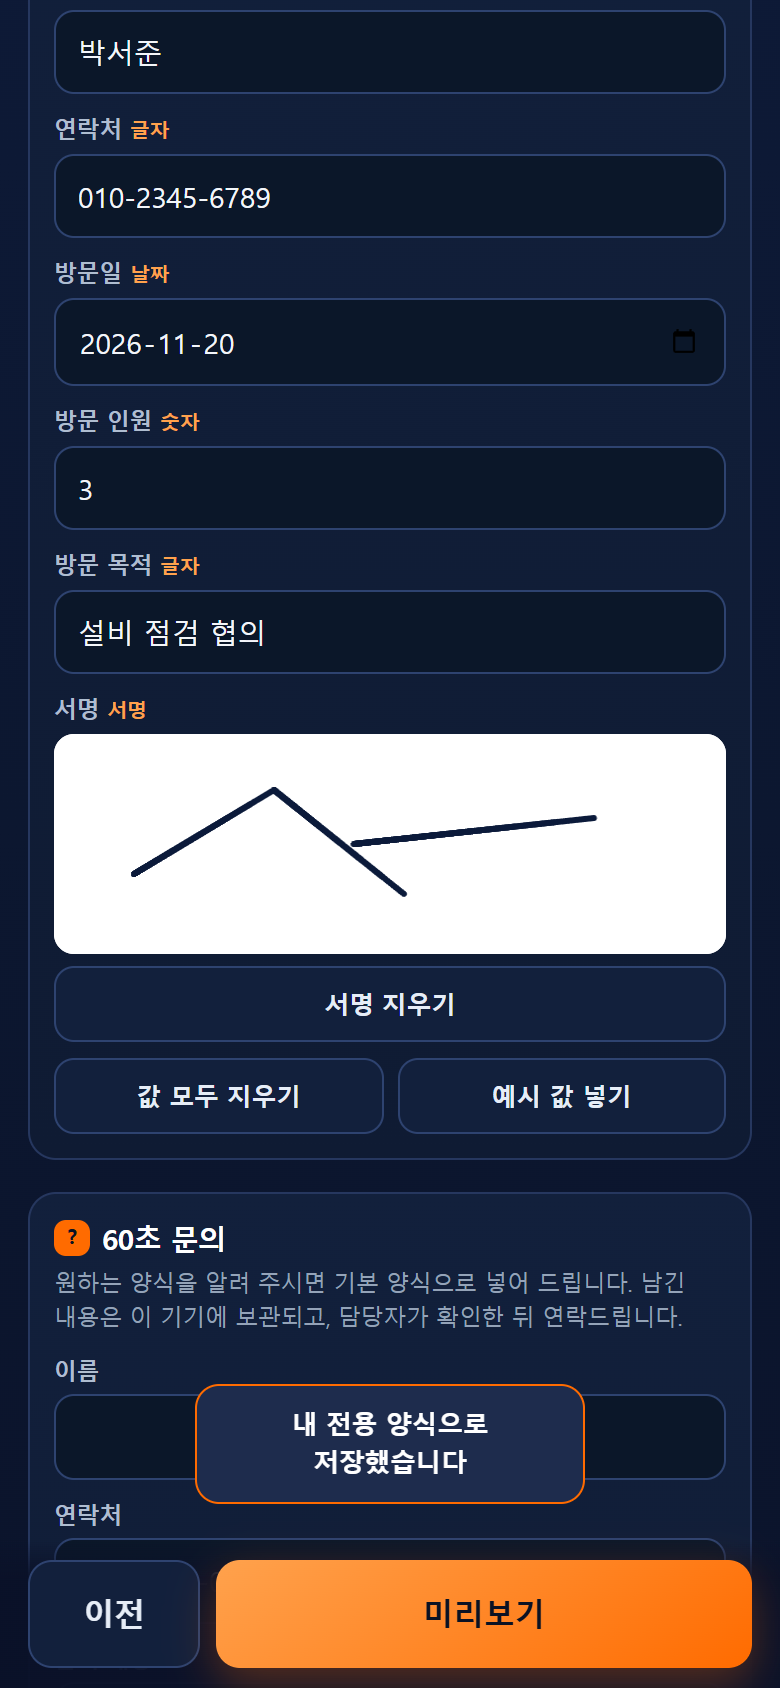 박서준
연락처 글자
010-2345-6789
방문일 날짜
2026-11-20
방문 인원 숫자
3
방문 목적 글자
설비 점검 협의
서명 서명
서명 지우기
값 모두 지우기
예시 값 넣기
? 60초 문의
원하는 양식을 알려 주시면 기본 양식으로 넣어 드립니다. 남긴
내용은 이 기기에 보관되고, 담당자가 확인한 뒤 연락드립니다.
이름
내 전용 양식으로
저장했습니다
연락처
이전
미리보기